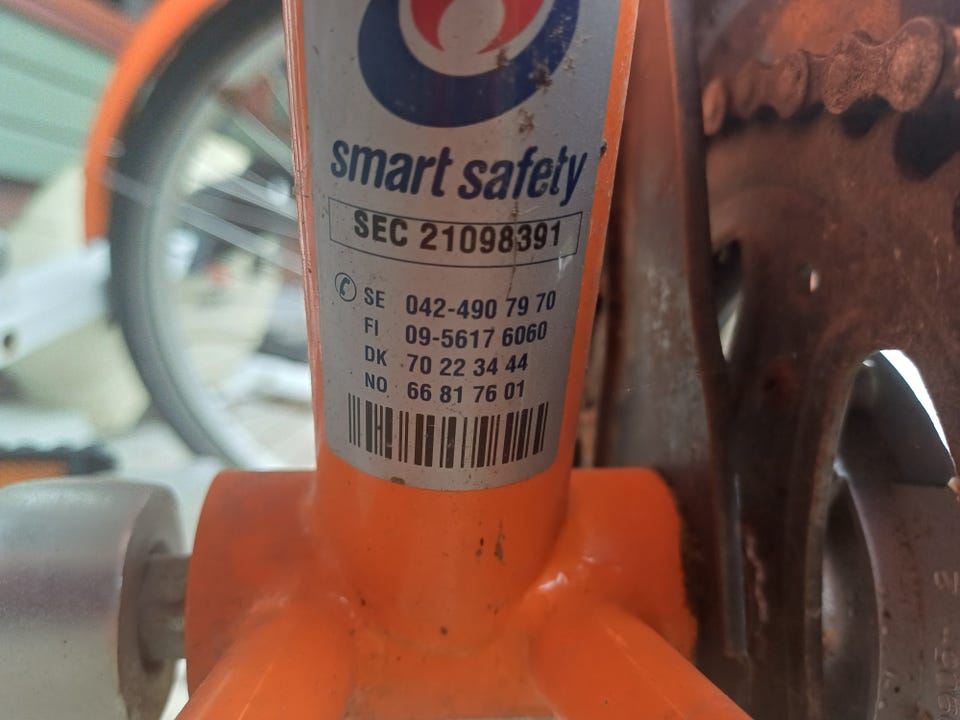 smart safety
SEC 21098391
SE 042-490 79 70
FI 09-5617 6060
DK 70 22 34 44
NO 66 81 76 01